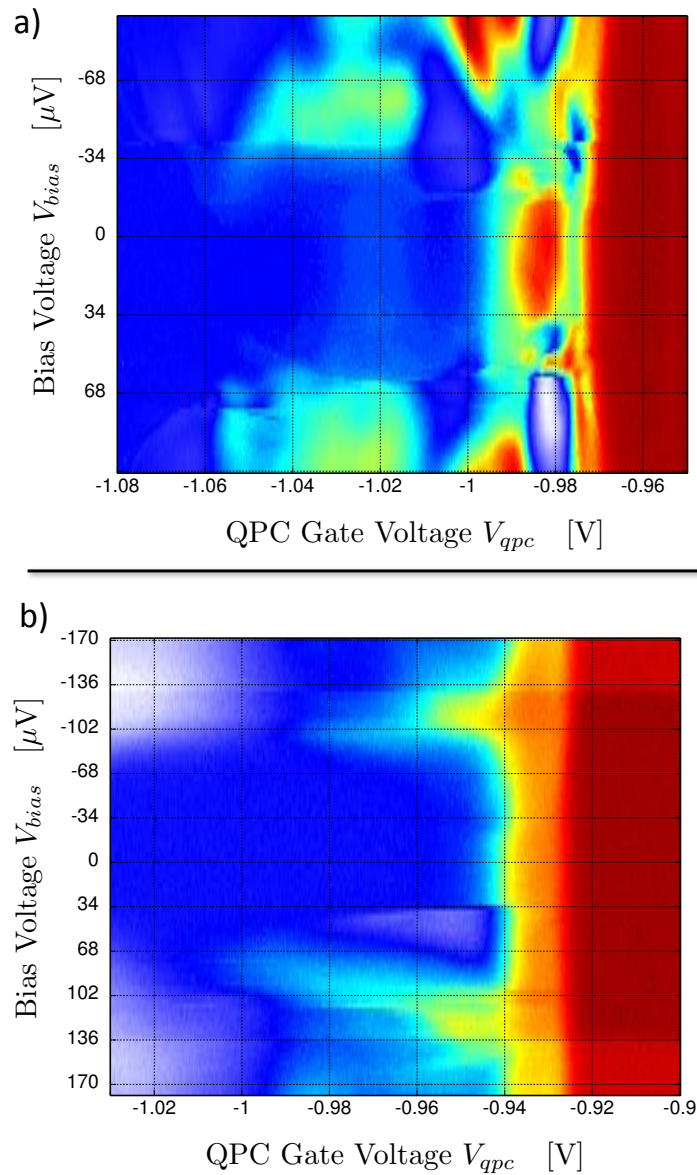 a)
Bias Voltage V_bias [μV]
-68
-34
0
34
68
-1.08 -1.06 -1.04 -1.02 -1 -0.98 -0.96
QPC Gate Voltage V_qpc [V]
b)
Bias Voltage V_bias [μV]
-170
-136
-102
-68
-34
0
34
68
102
136
170
-1.02 -1 -0.98 -0.96 -0.94 -0.92 -0.9
QPC Gate Voltage V_qpc [V]